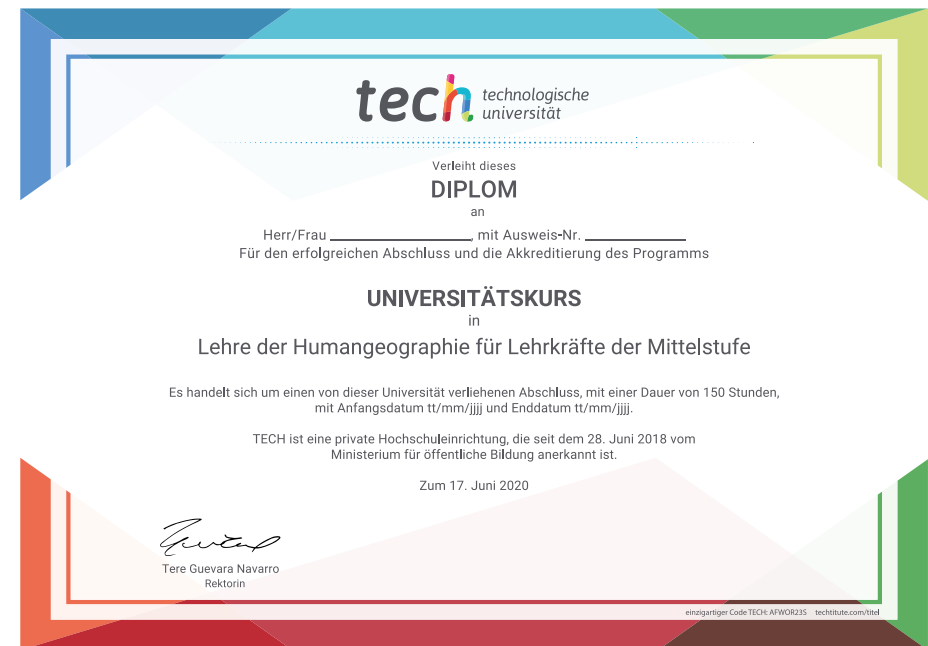 tech technologische
universität
Verleiht dieses
DIPLOM
an
Herr/Frau ____________________, mit Ausweis-Nr. ______________
Für den erfolgreichen Abschluss und die Akkreditierung des Programms
UNIVERSITÄTSKURS
in
Lehre der Humangeographie für Lehrkräfte der Mittelstufe
Es handelt sich um einen von dieser Universität verliehenen Abschluss, mit einer Dauer von 150 Stunden,
mit Anfangsdatum tt/mm/jjjj und Enddatum tt/mm/jjjj.
TECH ist eine private Hochschuleinrichtung, die seit dem 28. Juni 2018 vom
Ministerium für öffentliche Bildung anerkannt ist.
Zum 17. Juni 2020
Tere Guevara Navarro
Rektorin
einzigartiger Code TECH: AFWOR23S techtitute.com/titel